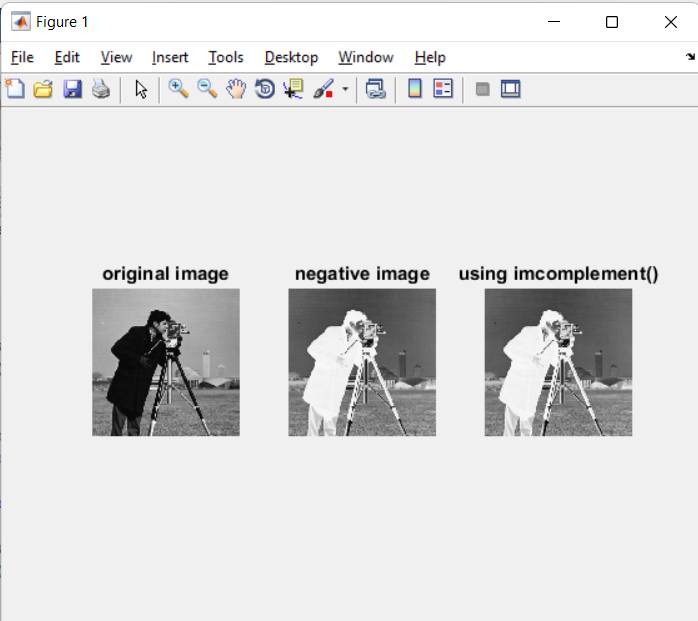 Figure 1
File Edit View Insert Tools Desktop Window Help
original image negative image using imcomplement()